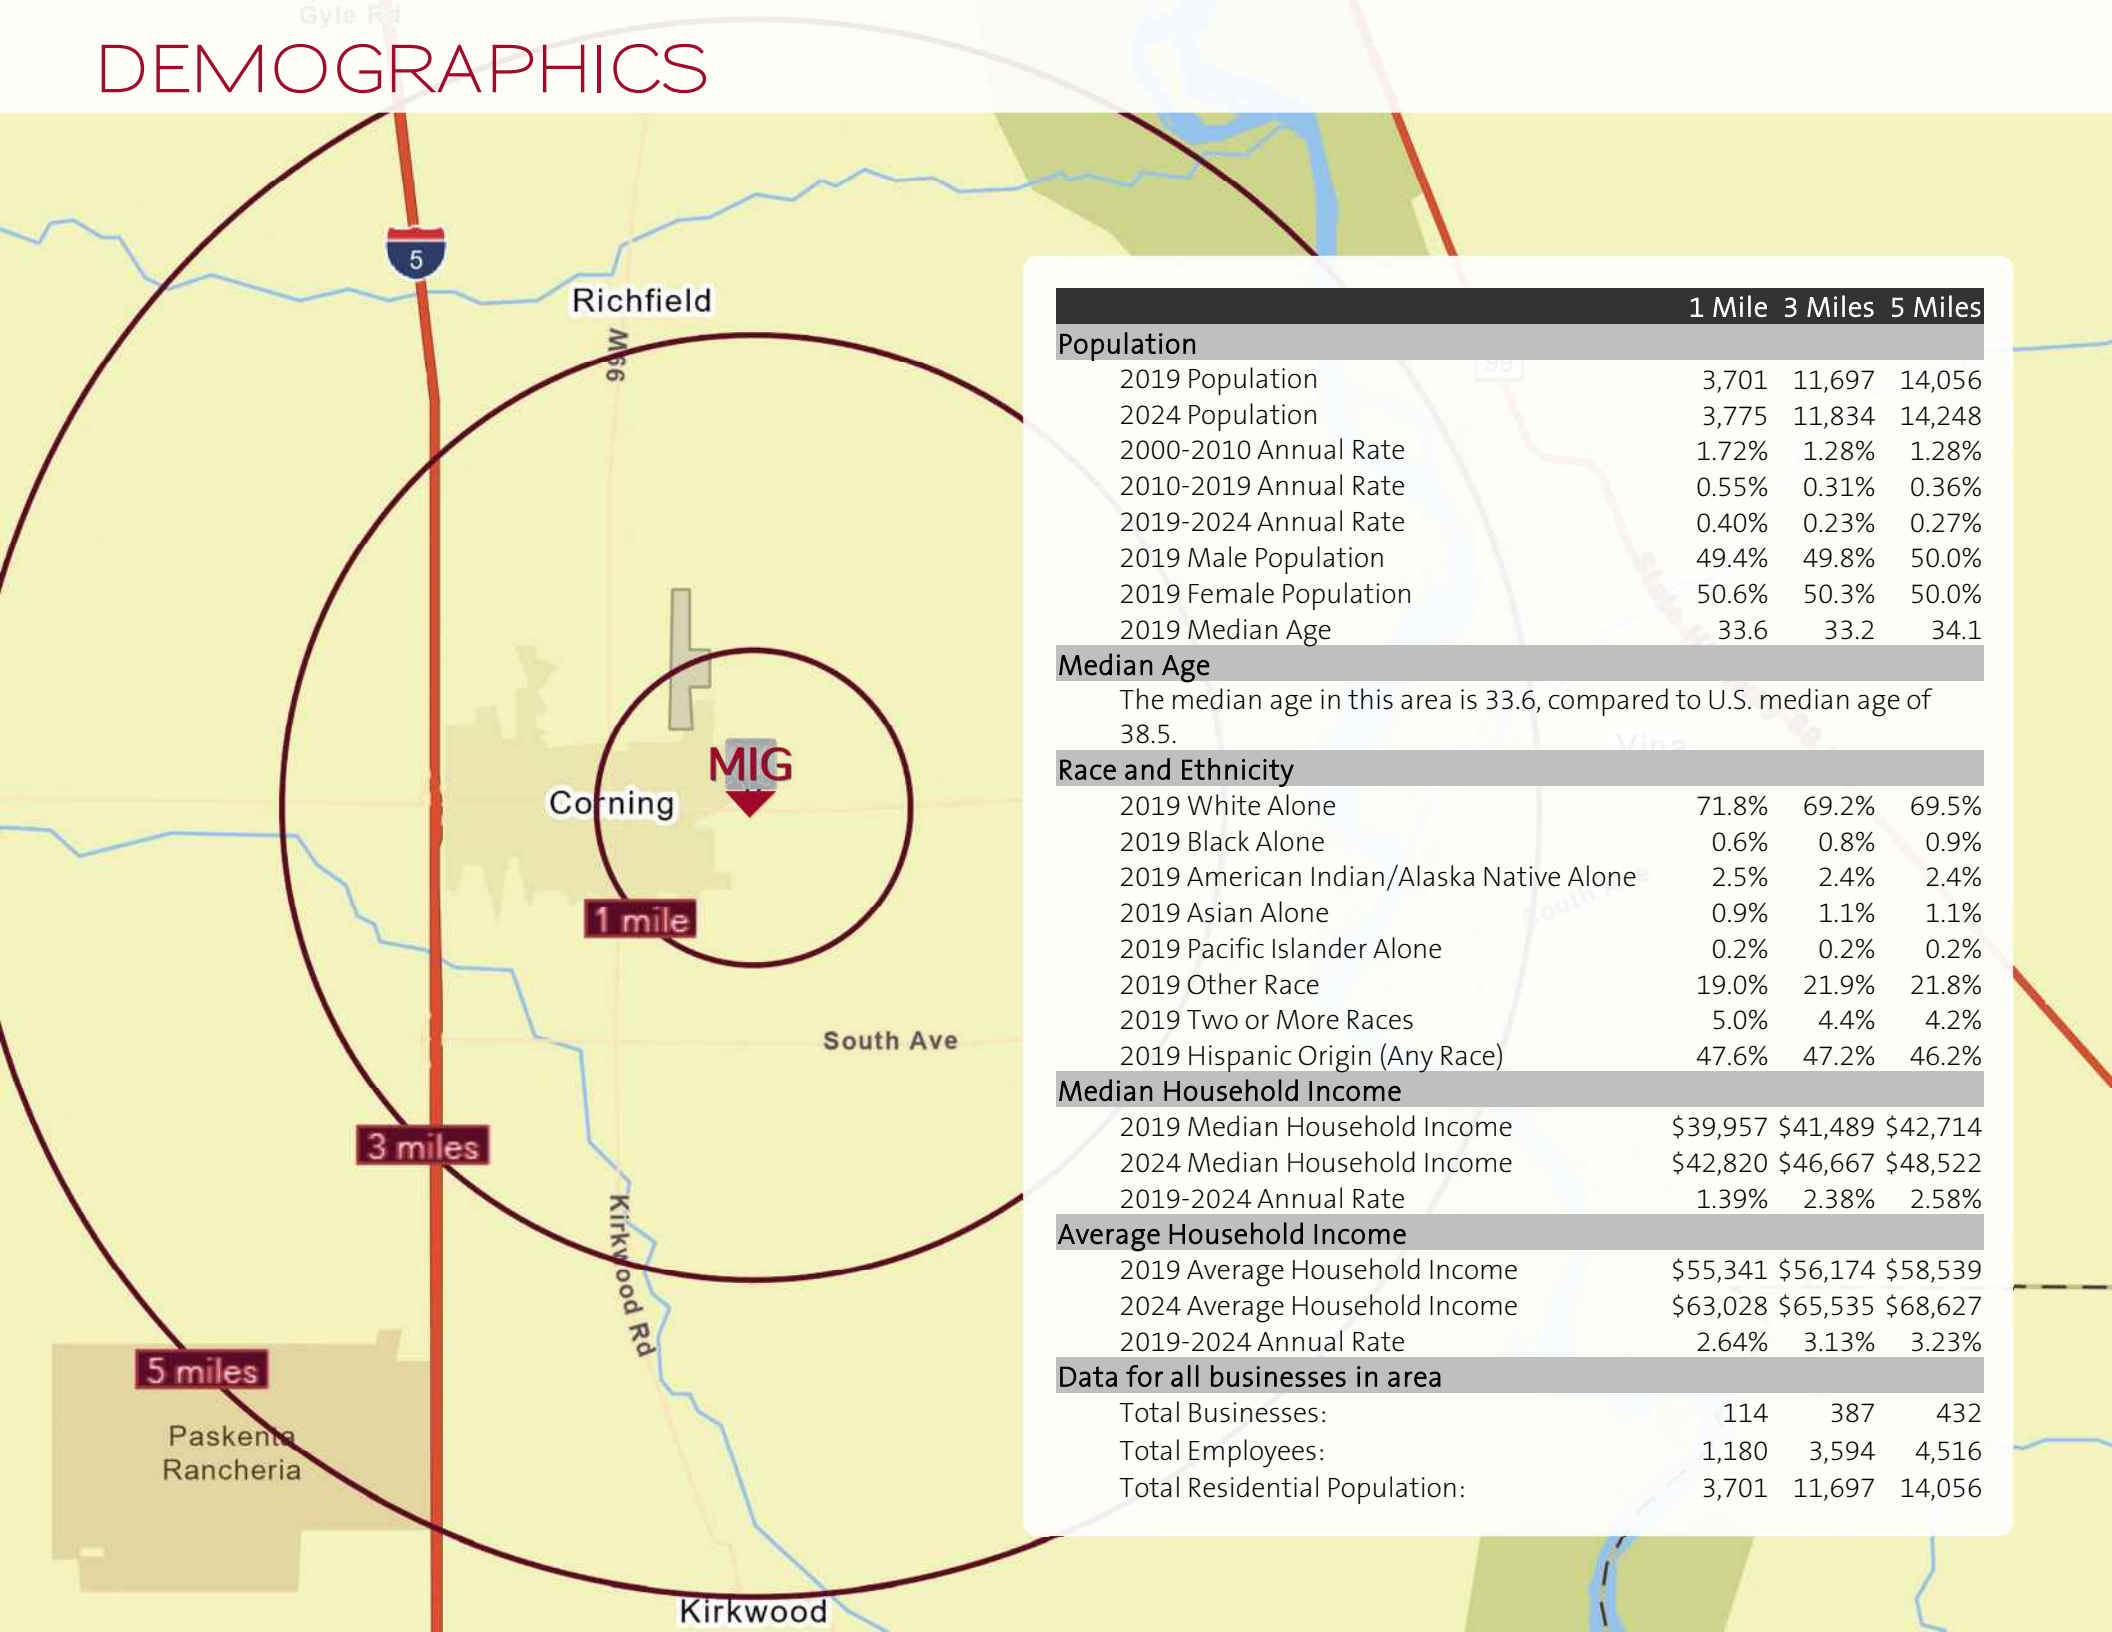 Gyle Rd
DEMOGRAPHICS
5
Richfield
99W
MIG
Corning
1 mile
South Ave
3 miles
Kirkwood Rd
5 miles
Paskenta
Rancheria
Kirkwood
99
Vina
South Ave
1 Mile 3 Miles 5 Miles
Population
2019 Population 3,701 11,697 14,056
2024 Population 3,775 11,834 14,248
2000-2010 Annual Rate 1.72% 1.28% 1.28%
2010-2019 Annual Rate 0.55% 0.31% 0.36%
2019-2024 Annual Rate 0.40% 0.23% 0.27%
2019 Male Population 49.4% 49.8% 50.0%
2019 Female Population 50.6% 50.3% 50.0%
2019 Median Age 33.6 33.2 34.1
Median Age
The median age in this area is 33.6, compared to U.S. median age of
38.5.
Race and Ethnicity
2019 White Alone 71.8% 69.2% 69.5%
2019 Black Alone 0.6% 0.8% 0.9%
2019 American Indian/Alaska Native Alone 2.5% 2.4% 2.4%
2019 Asian Alone 0.9% 1.1% 1.1%
2019 Pacific Islander Alone 0.2% 0.2% 0.2%
2019 Other Race 19.0% 21.9% 21.8%
2019 Two or More Races 5.0% 4.4% 4.2%
2019 Hispanic Origin (Any Race) 47.6% 47.2% 46.2%
Median Household Income
2019 Median Household Income $39,957 $41,489 $42,714
2024 Median Household Income $42,820 $46,667 $48,522
2019-2024 Annual Rate 1.39% 2.38% 2.58%
Average Household Income
2019 Average Household Income $55,341 $56,174 $58,539
2024 Average Household Income $63,028 $65,535 $68,627
2019-2024 Annual Rate 2.64% 3.13% 3.23%
Data for all businesses in area
Total Businesses: 114 387 432
Total Employees: 1,180 3,594 4,516
Total Residential Population: 3,701 11,697 14,056